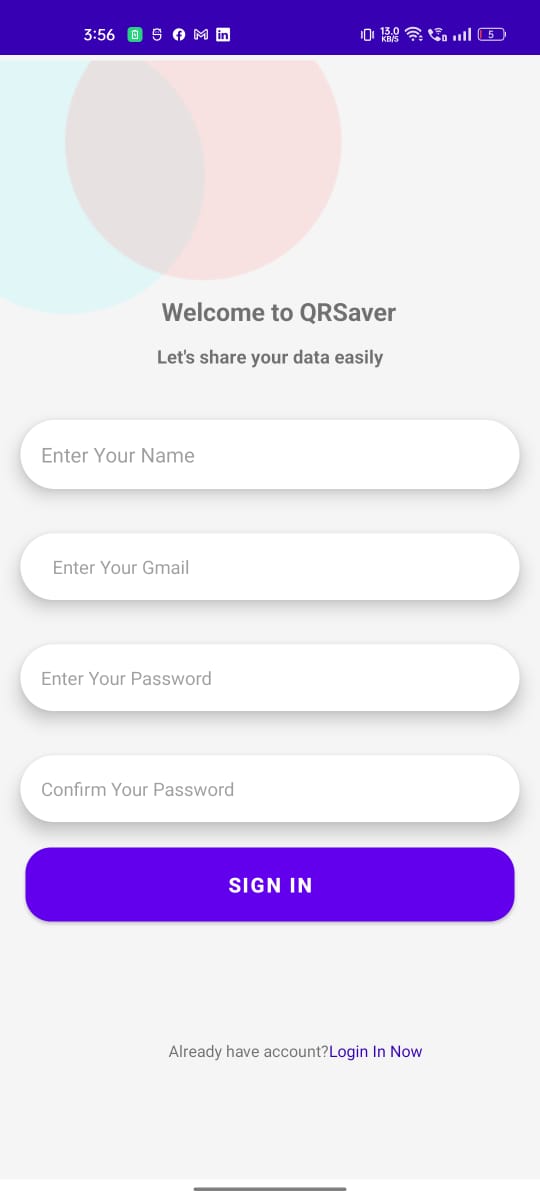 3:56 13.0 KB/S 5
Welcome to QRSaver
Let's share your data easily
Enter Your Name
Enter Your Gmail
Enter Your Password
Confirm Your Password
SIGN IN
Already have account?Login In Now